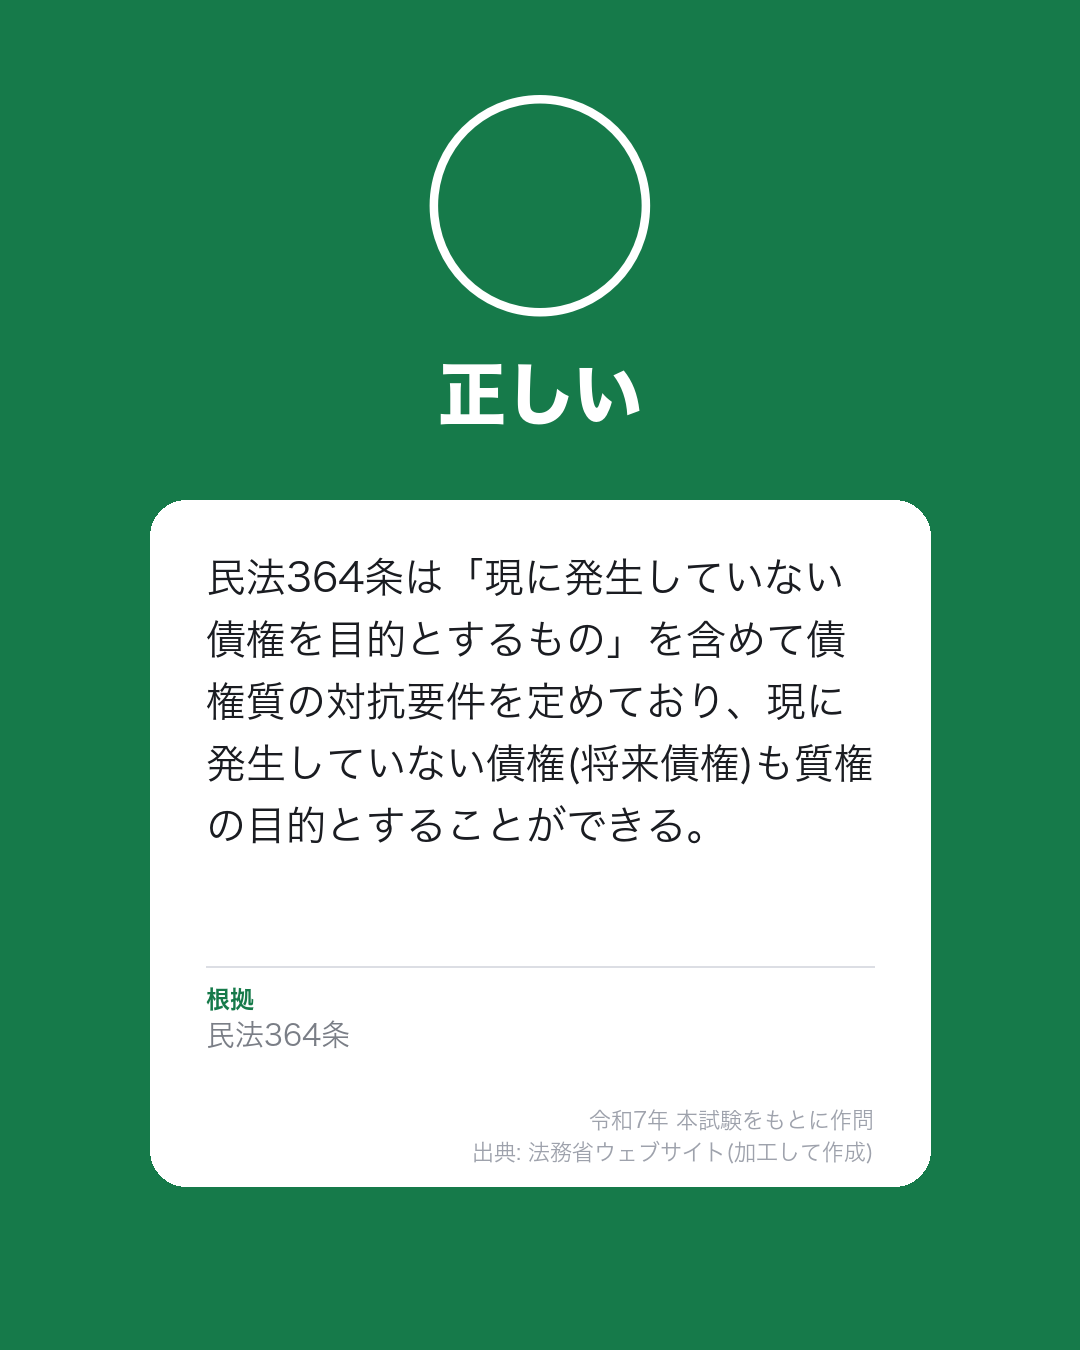 正しい
民法364条は「現に発生していない
債権を目的とするもの」を含めて債
権質の対抗要件を定めており、現に
発生していない債権(将来債権)も質権
の目的とすることができる。
根拠
民法364条
令和7年 本試験をもとに作問
出典: 法務省ウェブサイト(加工して作成)